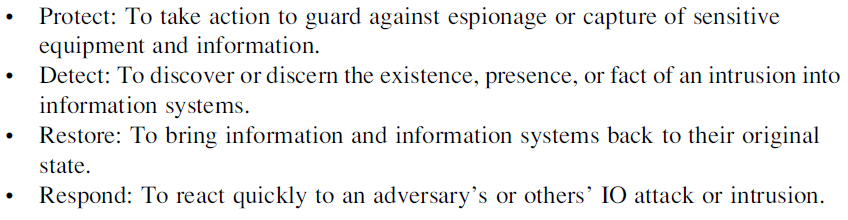 • Protect: To take action to guard against espionage or capture of sensitive
equipment and information.
• Detect: To discover or discern the existence, presence, or fact of an intrusion into
information systems.
• Restore: To bring information and information systems back to their original
state.
• Respond: To react quickly to an adversary’s or others’ IO attack or intrusion.